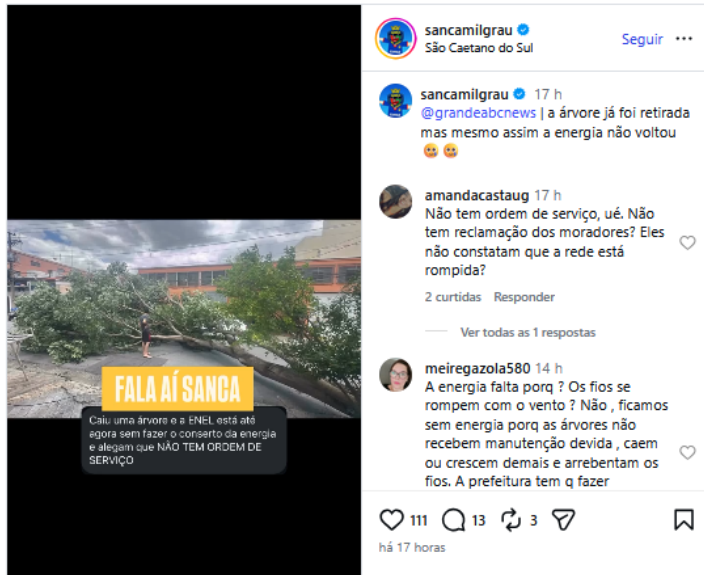 sancamilgrau
São Caetano do Sul
Seguir
sancamilgrau 17 h
@grandeabcnews | a árvore já foi retirada
mas mesmo assim a energia não voltou
amandacastaug 17 h
Não tem ordem de serviço, ué. Não
tem reclamação dos moradores? Eles
não constatam que a rede está
rompida?
2 curtidas Responder
Ver todas as 1 respostas
meiregazola580 14 h
A energia falta porq ? Os fios se
rompem com o vento ? Não , ficamos
sem energia porq as árvores não
recebem manutenção devida , caem
ou crescem demais e arrebentam os
fios. A prefeitura tem q fazer
111 13 3
há 17 horas
FALA AÍ SANCA
Caiu uma árvore e a ENEL está até
agora sem fazer o conserto da energia
e alegam que NÃO TEM ORDEM DE
SERVIÇO